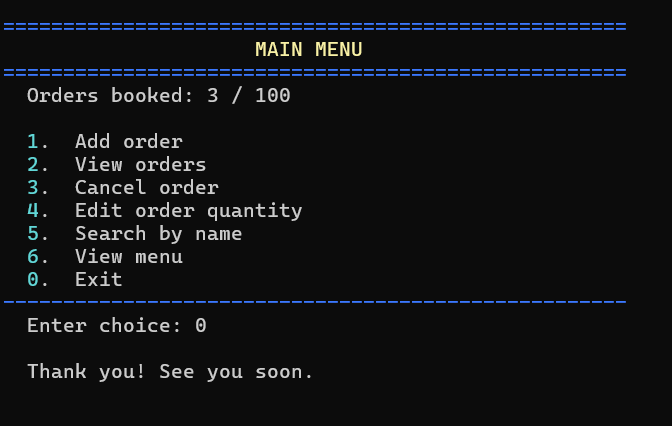 ====================================================
MAIN MENU
====================================================
Orders booked: 3 / 100
1. Add order
2. View orders
3. Cancel order
4. Edit order quantity
5. Search by name
6. View menu
0. Exit
----------------------------------------------------
Enter choice: 0
Thank you! See you soon.